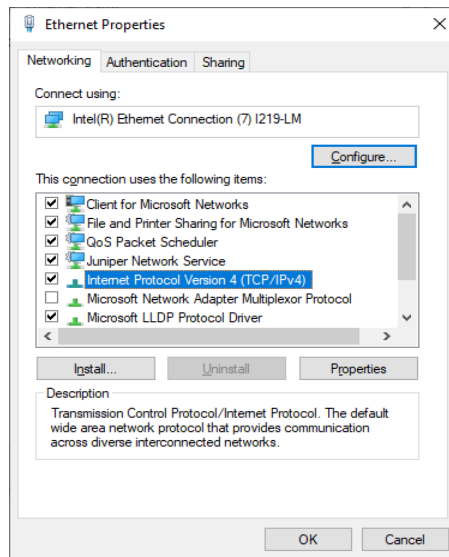 Ethernet Properties
Networking Authentication Sharing
Connect using:
Intel(R) Ethernet Connection (7) I219-LM
Configure...
This connection uses the following items:
Client for Microsoft Networks
File and Printer Sharing for Microsoft Networks
QoS Packet Scheduler
Juniper Network Service
Internet Protocol Version 4 (TCP/IPv4)
Microsoft Network Adapter Multiplexor Protocol
Microsoft LLDP Protocol Driver
Install... Uninstall Properties
Description
Transmission Control Protocol/Internet Protocol. The default
wide area network protocol that provides communication
across diverse interconnected networks.
OK Cancel